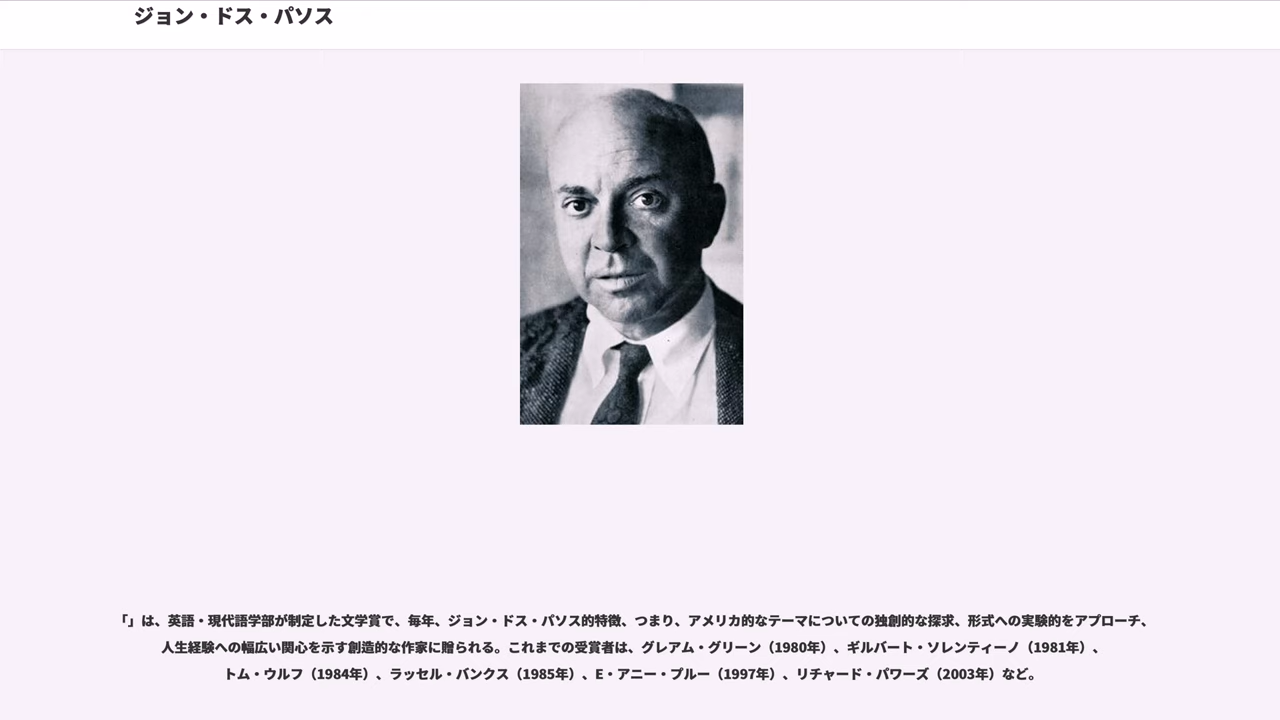 ジョン・ドス・パソス
「」は、英語・現代語学部が制定した文学賞で、毎年、ジョン・ドス・パソス的特徴、つまり、アメリカ的なテーマについての独創的な探求、形式への実験的をアプローチ、
人生経験への幅広い関心を示す創造的な作家に贈られる。これまでの受賞者は、グレアム・グリーン（1980年）、ギルバート・ソレンティーノ（1981年）、
トム・ウルフ（1984年）、ラッセル・バンクス（1985年）、E・アニー・プルー（1997年）、リチャード・パワーズ（2003年）など。